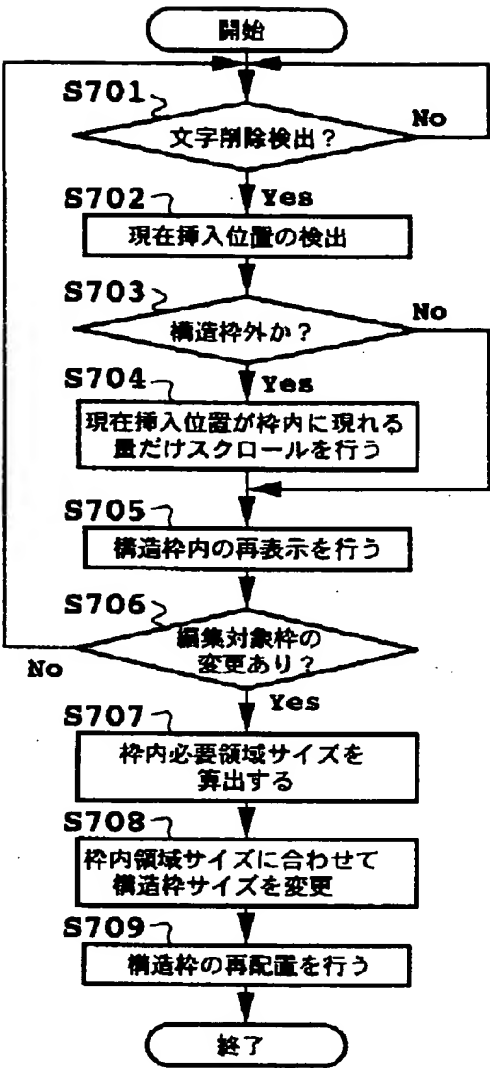 開始
S701
文字削除検出?
No
S702
Yes
現在挿入位置の検出
S703
No
構造枠外か?
S704
Yes
現在挿入位置が枠内に現れる
量だけスクロールを行う
S705
構造枠内の再表示を行う
S706
編集対象枠の
変更あり?
No
Yes
S707
枠内必要領域サイズを
算出する
S708
枠内領域サイズに合わせて
構造枠サイズを変更
S709
構造枠の再配置を行う
終了